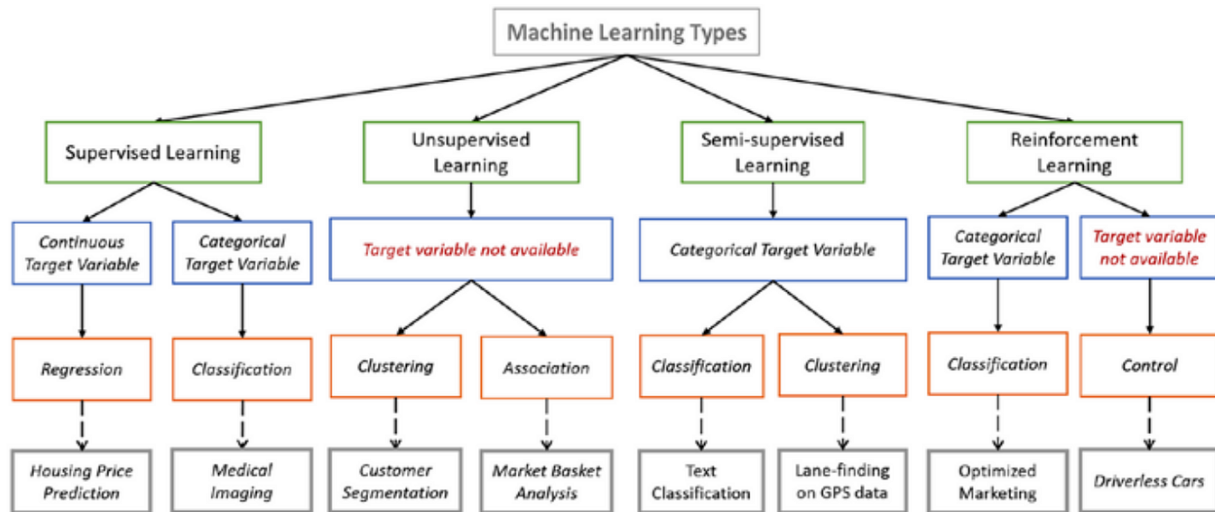 Machine Learning Types
Supervised Learning
Unsupervised
Learning
Semi-supervised
Learning
Reinforcement
Learning
Continuous
Target Variable
Categorical
Target Variable
Target variable not available
Categorical Target Variable
Categorical
Target Variable
Target variable
not available
Regression
Classification
Clustering
Association
Classification
Clustering
Classification
Control
Housing Price
Prediction
Medical
Imaging
Customer
Segmentation
Market Basket
Analysis
Text
Classification
Lane-finding
on GPS data
Optimized
Marketing
Driverless Cars